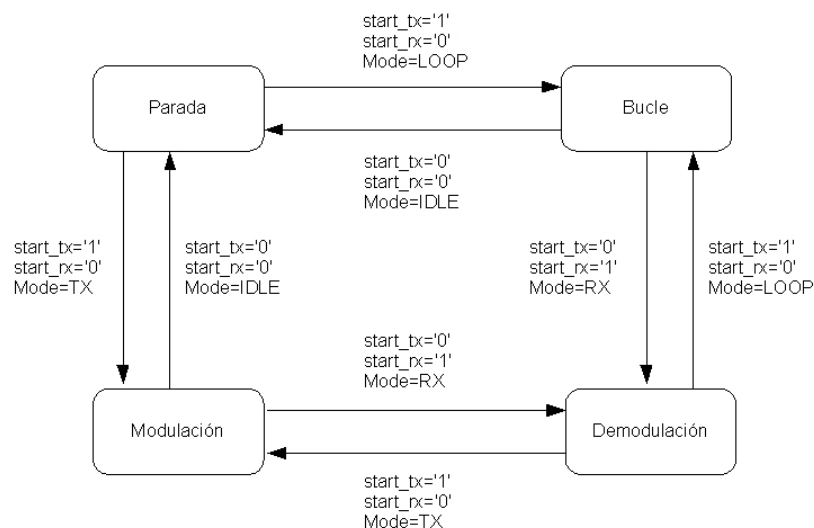 start_tx='1'
start_rx='0'
Mode=LOOP
Parada
Bucle
start_tx='0'
start_rx='0'
Mode=IDLE
start_tx='1'
start_rx='0'
Mode=TX
start_tx='0'
start_rx='0'
Mode=IDLE
start_tx='0'
start_rx='1'
Mode=RX
start_tx='1'
start_rx='0'
Mode=LOOP
start_tx='0'
start_rx='1'
Mode=RX
Modulación
Demodulación
start_tx='1'
start_rx='0'
Mode=TX